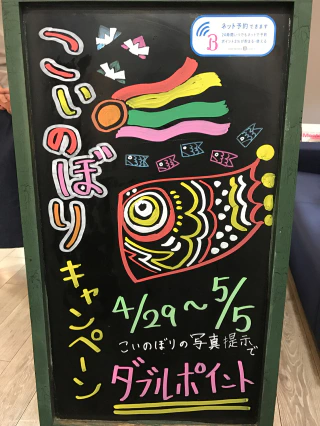 ネット予約できます
B
こいのぼり
キャンペーン
4/29〜5/5
こいのぼりの写真提示で
ダブルポイント